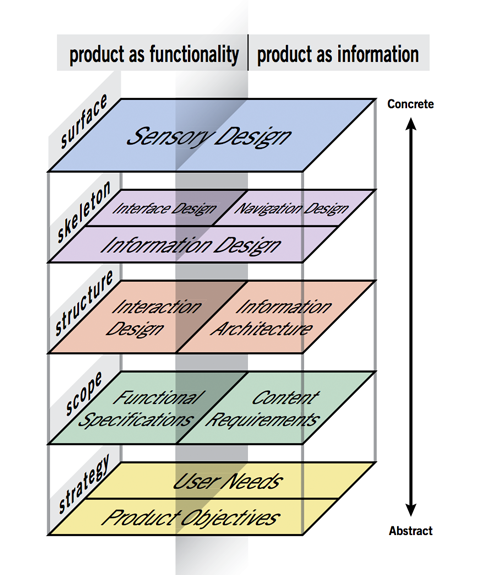 product as functionality
product as information
Concrete
surface
Sensory Design
skeleton
Interface Design
Navigation Design
Information Design
structure
Interaction
Design
Information
Architecture
scope
Functional
Specifications
Content
Requirements
strategy
User Needs
Product Objectives
Abstract